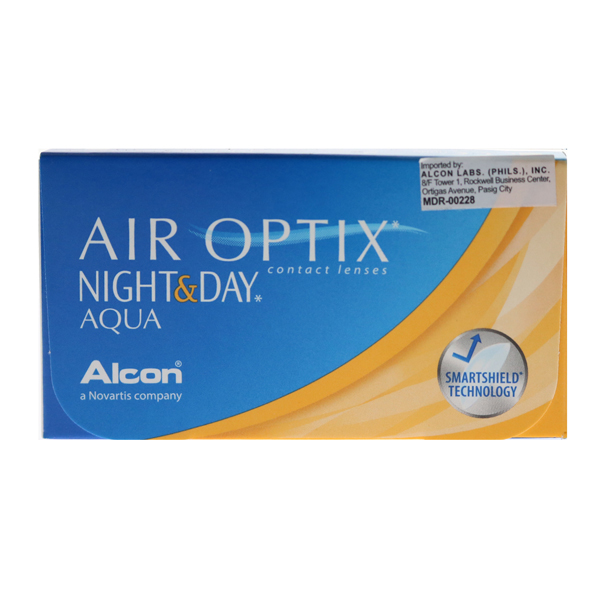 Imported by:
ALCON LABS. (PHILS.), INC.
8/F Tower 1, Rockwell Business Center,
Ortigas Avenue, Pasig City
MDR-00228
AIR OPTIX*
contact lenses
NIGHT&DAY*
AQUA
Alcon®
a Novartis company
SMARTSHIELD*
TECHNOLOGY